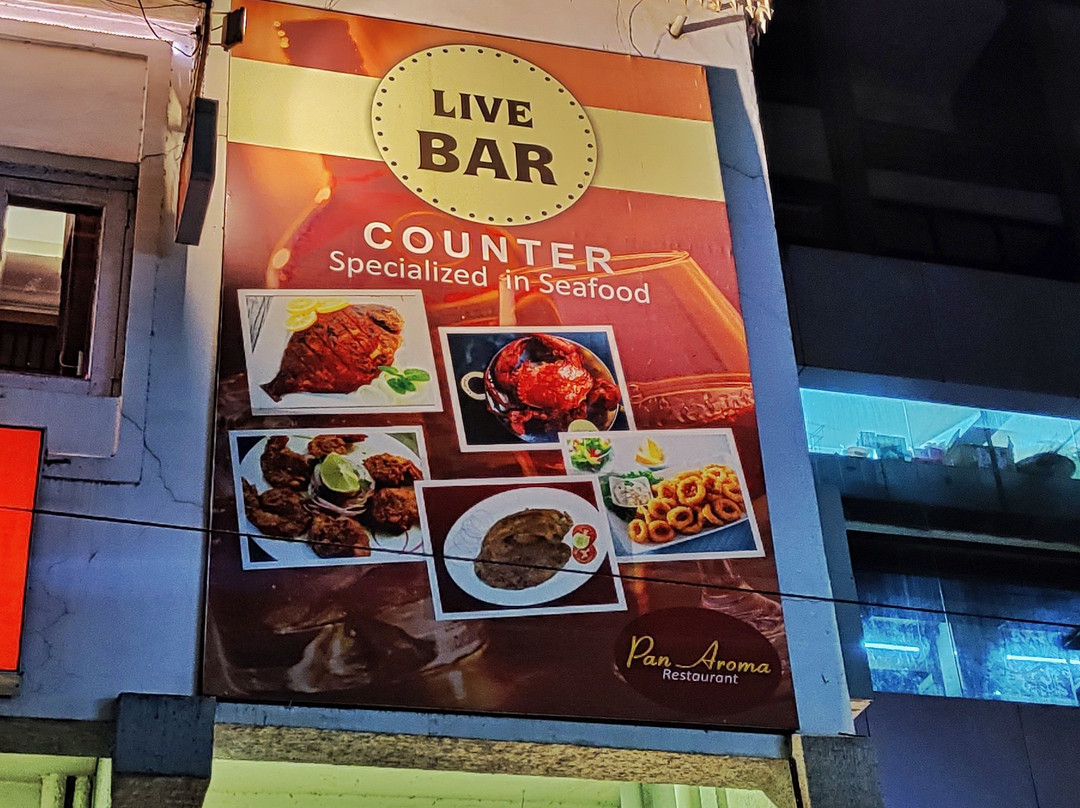 LIVE
BAR
COUNTER
Specialized in Seafood
Pan Aroma
Restaurant